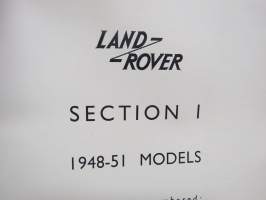 LAND-
ROVER
SECTION I
1948-51 MODELS